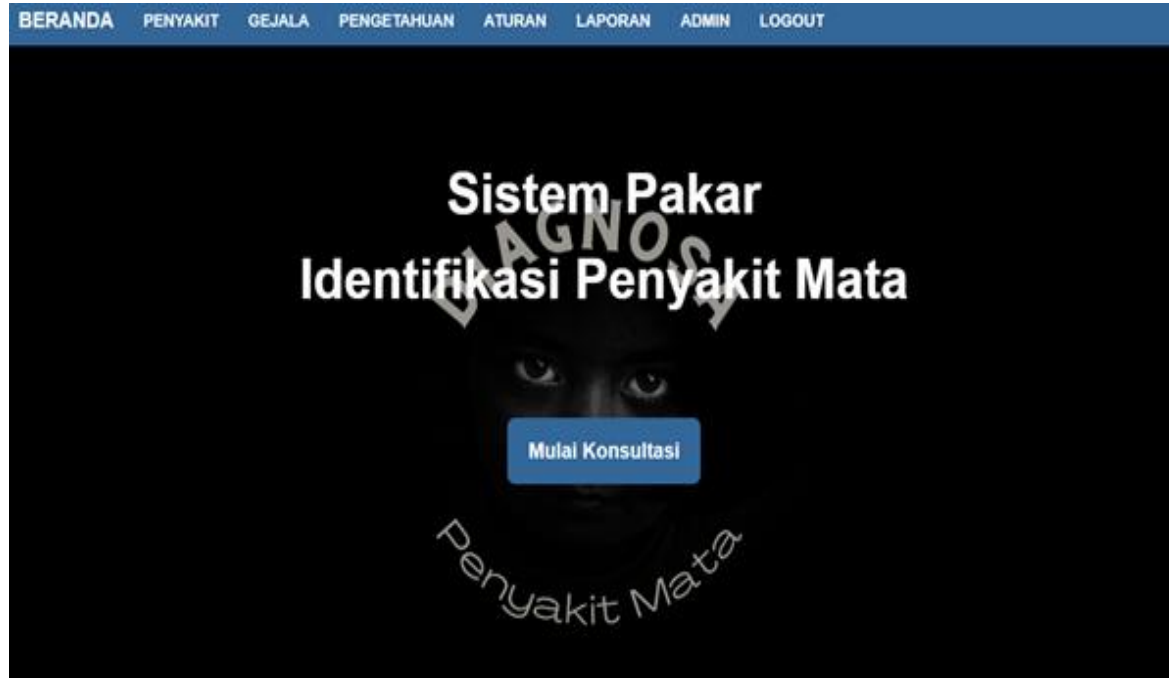 BERANDA PENYAKIT GEJALA PENGETAHUAN ATURAN LAPORAN ADMIN LOGOUT
Sistem Pakar
DIAGNOSA
Identifikasi Penyakit Mata
Mulai Konsultasi
Penyakit Mata